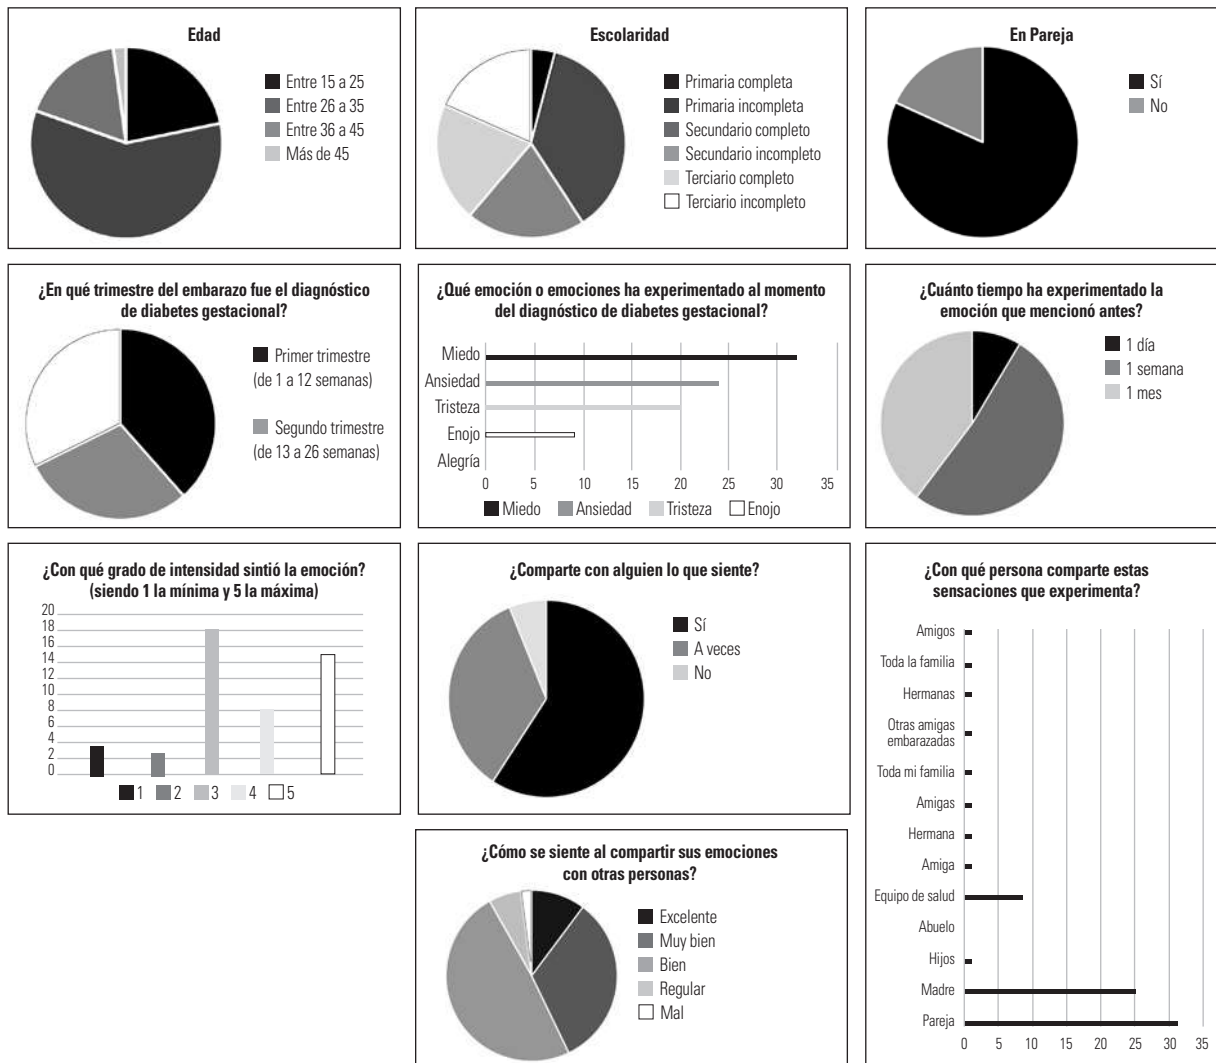 Edad
Entre 15 a 25
Entre 26 a 35
Entre 36 a 45
Más de 45
Escolaridad
Primaria completa
Primaria incompleta
Secundario completo
Secundario incompleto
Terciario completo
Terciario incompleto
En Pareja
Sí
No
¿En qué trimestre del embarazo fue el diagnóstico
de diabetes gestacional?
Primer trimestre
(de 1 a 12 semanas)
Segundo trimestre
(de 13 a 26 semanas)
¿Qué emoción o emociones ha experimentado al momento
del diagnóstico de diabetes gestacional?
Miedo
Ansiedad
Tristeza
Enojo
Alegría
0 5 10 15 20 25 30 35
Miedo Ansiedad Tristeza Enojo
¿Cuánto tiempo ha experimentado la
emoción que mencionó antes?
1 día
1 semana
1 mes
¿Con qué grado de intensidad sintió la emoción?
(siendo 1 la mínima y 5 la máxima)
20
18
16
14
12
10
8
6
4
2
0
1 2 3 4 5
¿Comparte con alguien lo que siente?
Sí
A veces
No
¿Con qué persona comparte estas
sensaciones que experimenta?
Amigos
Toda la familia
Hermanas
Otras amigas
embarazadas
Toda mi familia
Amigas
Hermana
Amiga
Equipo de salud
Abuelo
Hijos
Madre
Pareja
0 5 10 15 20 25 30 35
¿Cómo se siente al compartir sus emociones
con otras personas?
Excelente
Muy bien
Bien
Regular
Mal